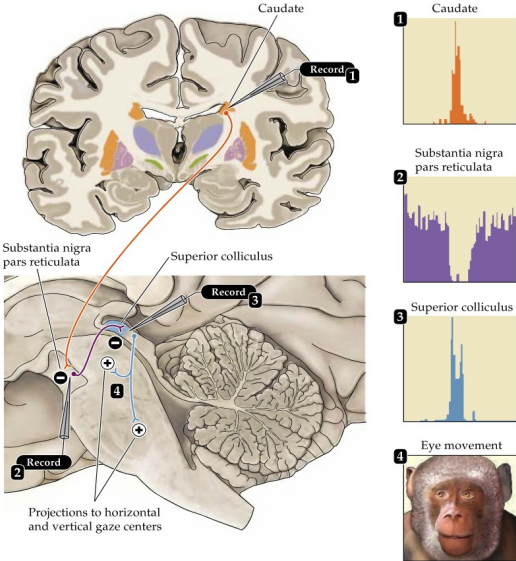 Caudate
Record
1
Substantia nigra
pars reticulata
Superior colliculus
Record
3
4
2
Record
Projections to horizontal
and vertical gaze centers
1
Caudate
Substantia nigra
pars reticulata
2
Superior colliculus
3
Eye movement
4